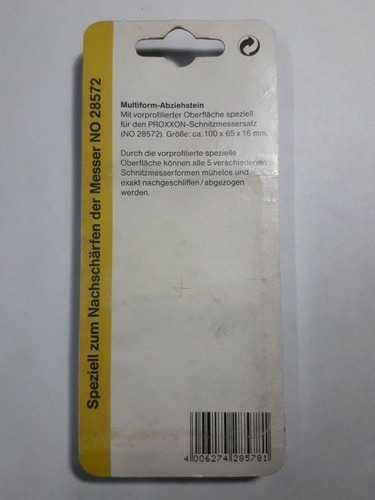 Multiform-Abziehstein
Mit vorprofilierter Oberfläche speziell
für den PROXXON-Schnitzmessersatz
(NO 28572). Größe: ca. 100 x 65 x 16 mm.
Durch die vorprofilierte spezielle
Oberfläche können alle 5 verschiedenen
Schnitzmesserformen mühelos und
exakt nachgeschliffen/abgezogen
werden.
Speziell zum Nachschärfen der Messer NO 28572
4 006274 285781